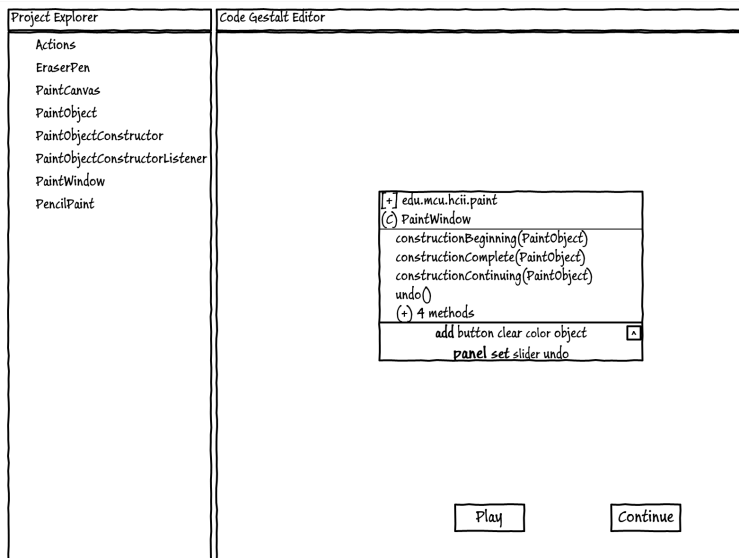 Project Explorer
Actions
EraserPen
PaintCanvas
PaintObject
PaintObjectConstructor
PaintObjectConstructorListener
PaintWindow
PencilPaint
Code Gestalt Editor
[+] edu.mcu.hcii.paint
(C) PaintWindow
constructionBeginning(PaintObject)
constructionComplete(PaintObject)
constructionContinuing(PaintObject)
undo()
(+) 4 methods
add button clear color object
^
panel set slider undo
Play
Continue